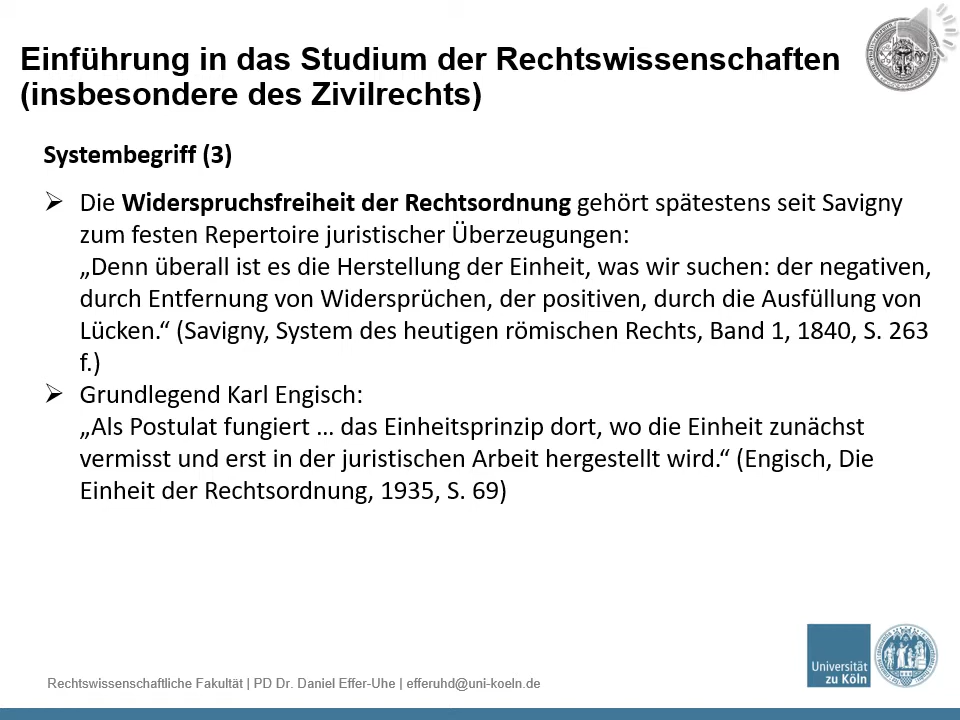 Einführung in das Studium der Rechtswissenschaften
(insbesondere des Zivilrechts)
Systembegriff (3)
➢ Die Widerspruchsfreiheit der Rechtsordnung gehört spätestens seit Savigny
zum festen Repertoire juristischer Überzeugungen:
„Denn überall ist es die Herstellung der Einheit, was wir suchen: der negativen,
durch Entfernung von Widersprüchen, der positiven, durch die Ausfüllung von
Lücken.“ (Savigny, System des heutigen römischen Rechts, Band 1, 1840, S. 263
f.)
➢ Grundlegend Karl Engisch:
„Als Postulat fungiert … das Einheitsprinzip dort, wo die Einheit zunächst
vermisst und erst in der juristischen Arbeit hergestellt wird.“ (Engisch, Die
Einheit der Rechtsordnung, 1935, S. 69)
Universität
zu Köln
Rechtswissenschaftliche Fakultät | PD Dr. Daniel Effer-Uhe | efferuhd@uni-koeln.de